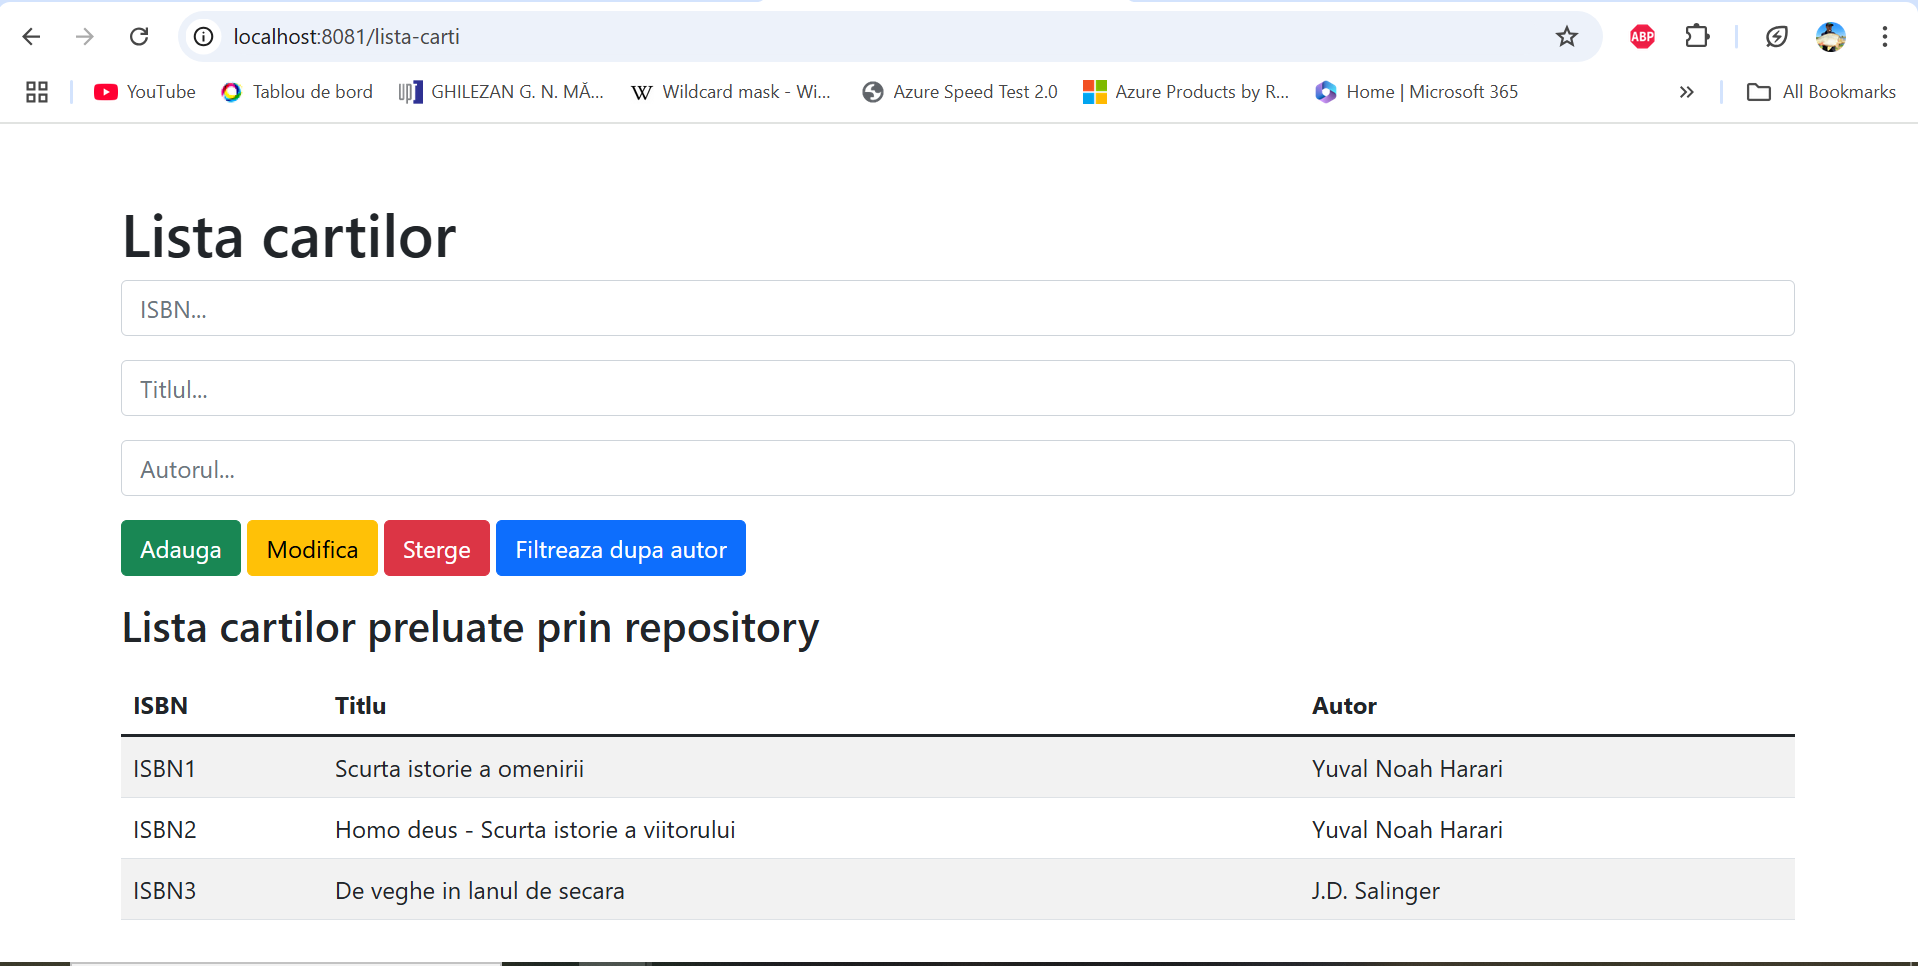 localhost:8081/lista-carti
ABP
YouTube Tablou de bord GHILEZAN G. N. MĂ... Wildcard mask - Wi... Azure Speed Test 2.0 Azure Products by R... Home | Microsoft 365 » All Bookmarks
Lista cartilor
ISBN...
Titlul...
Autorul...
Adauga Modifica Sterge Filtreaza dupa autor
Lista cartilor preluate prin repository
ISBN Titlu Autor
ISBN1 Scurta istorie a omenirii Yuval Noah Harari
ISBN2 Homo deus - Scurta istorie a viitorului Yuval Noah Harari
ISBN3 De veghe in lanul de secara J.D. Salinger